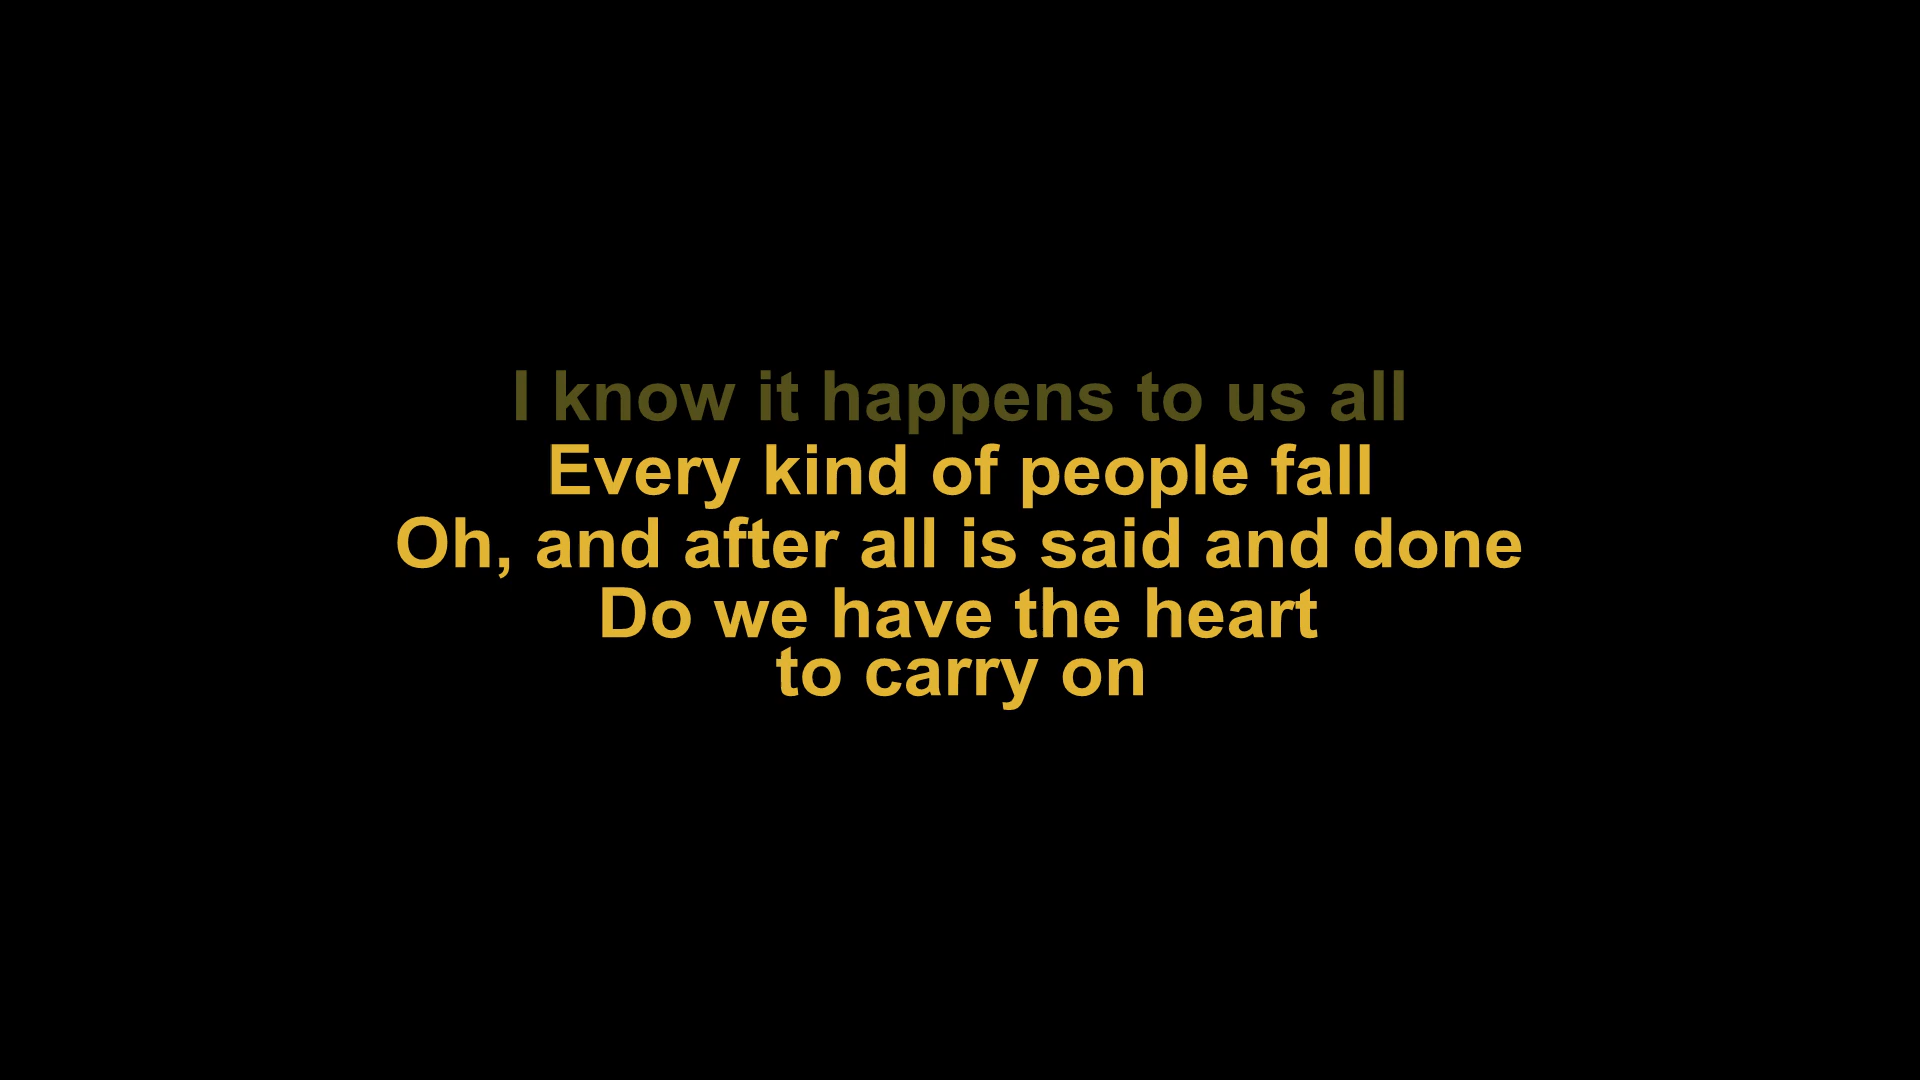 I know it happens to us all
Every kind of people fall
Oh, and after all is said and done
Do we have the heart
to carry on